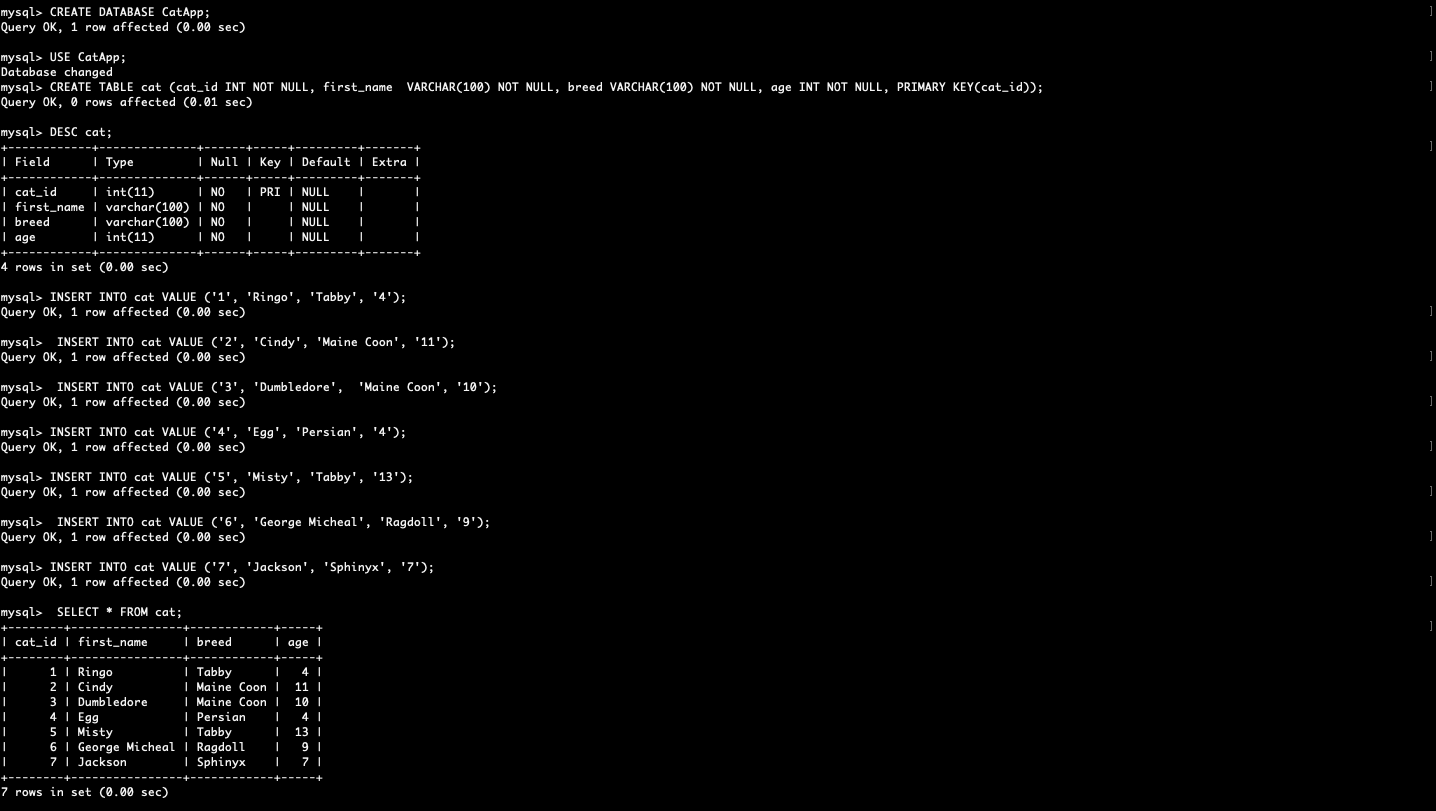 mysql> CREATE DATABASE CatApp;
Query OK, 1 row affected (0.00 sec)
mysql> USE CatApp;
Database changed
mysql> CREATE TABLE cat (cat_id INT NOT NULL, first_name  VARCHAR(100) NOT NULL, breed VARCHAR(100) NOT NULL, age INT NOT NULL, PRIMARY KEY(cat_id));
Query OK, 0 rows affected (0.01 sec)
mysql> DESC cat;
+------------+--------------+------+-----+---------+-------+
| Field      | Type         | Null | Key | Default | Extra |
+------------+--------------+------+-----+---------+-------+
| cat_id     | int(11)      | NO   | PRI | NULL    |       |
| first_name | varchar(100) | NO   |     | NULL    |       |
| breed      | varchar(100) | NO   |     | NULL    |       |
| age        | int(11)      | NO   |     | NULL    |       |
+------------+--------------+------+-----+---------+-------+
4 rows in set (0.00 sec)
mysql> INSERT INTO cat VALUE ('1', 'Ringo', 'Tabby', '4');
Query OK, 1 row affected (0.00 sec)
mysql>  INSERT INTO cat VALUE ('2', 'Cindy', 'Maine Coon', '11');
Query OK, 1 row affected (0.00 sec)
mysql>  INSERT INTO cat VALUE ('3', 'Dumbledore',  'Maine Coon', '10');
Query OK, 1 row affected (0.00 sec)
mysql> INSERT INTO cat VALUE ('4', 'Egg', 'Persian', '4');
Query OK, 1 row affected (0.00 sec)
mysql> INSERT INTO cat VALUE ('5', 'Misty', 'Tabby', '13');
Query OK, 1 row affected (0.00 sec)
mysql>  INSERT INTO cat VALUE ('6', 'George Micheal', 'Ragdoll', '9');
Query OK, 1 row affected (0.00 sec)
mysql> INSERT INTO cat VALUE ('7', 'Jackson', 'Sphinyx', '7');
Query OK, 1 row affected (0.00 sec)
mysql>  SELECT * FROM cat;
+--------+----------------+------------+-----+
| cat_id | first_name     | breed      | age |
+--------+----------------+------------+-----+
|      1 | Ringo          | Tabby      |   4 |
|      2 | Cindy          | Maine Coon |  11 |
|      3 | Dumbledore     | Maine Coon |  10 |
|      4 | Egg            | Persian    |   4 |
|      5 | Misty          | Tabby      |  13 |
|      6 | George Micheal | Ragdoll    |   9 |
|      7 | Jackson        | Sphinyx    |   7 |
+--------+----------------+------------+-----+
7 rows in set (0.00 sec)